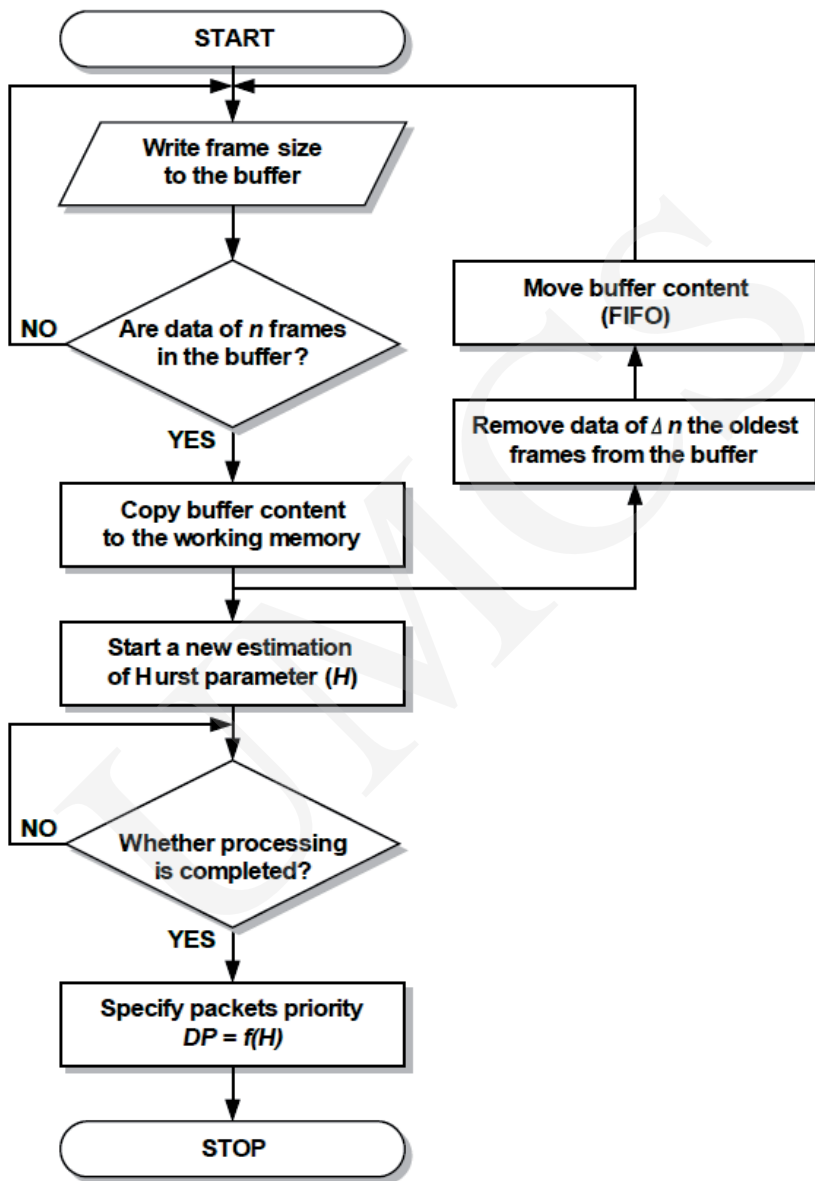 START
Write frame size
to the buffer
Are data of n frames
in the buffer?
NO
YES
Move buffer content
(FIFO)
Remove data of Δ n the oldest
frames from the buffer
Copy buffer content
to the working memory
Start a new estimation
of Hurst parameter (H)
Whether processing
is completed?
NO
YES
Specify packets priority
DP = f(H)
STOP
UMCS